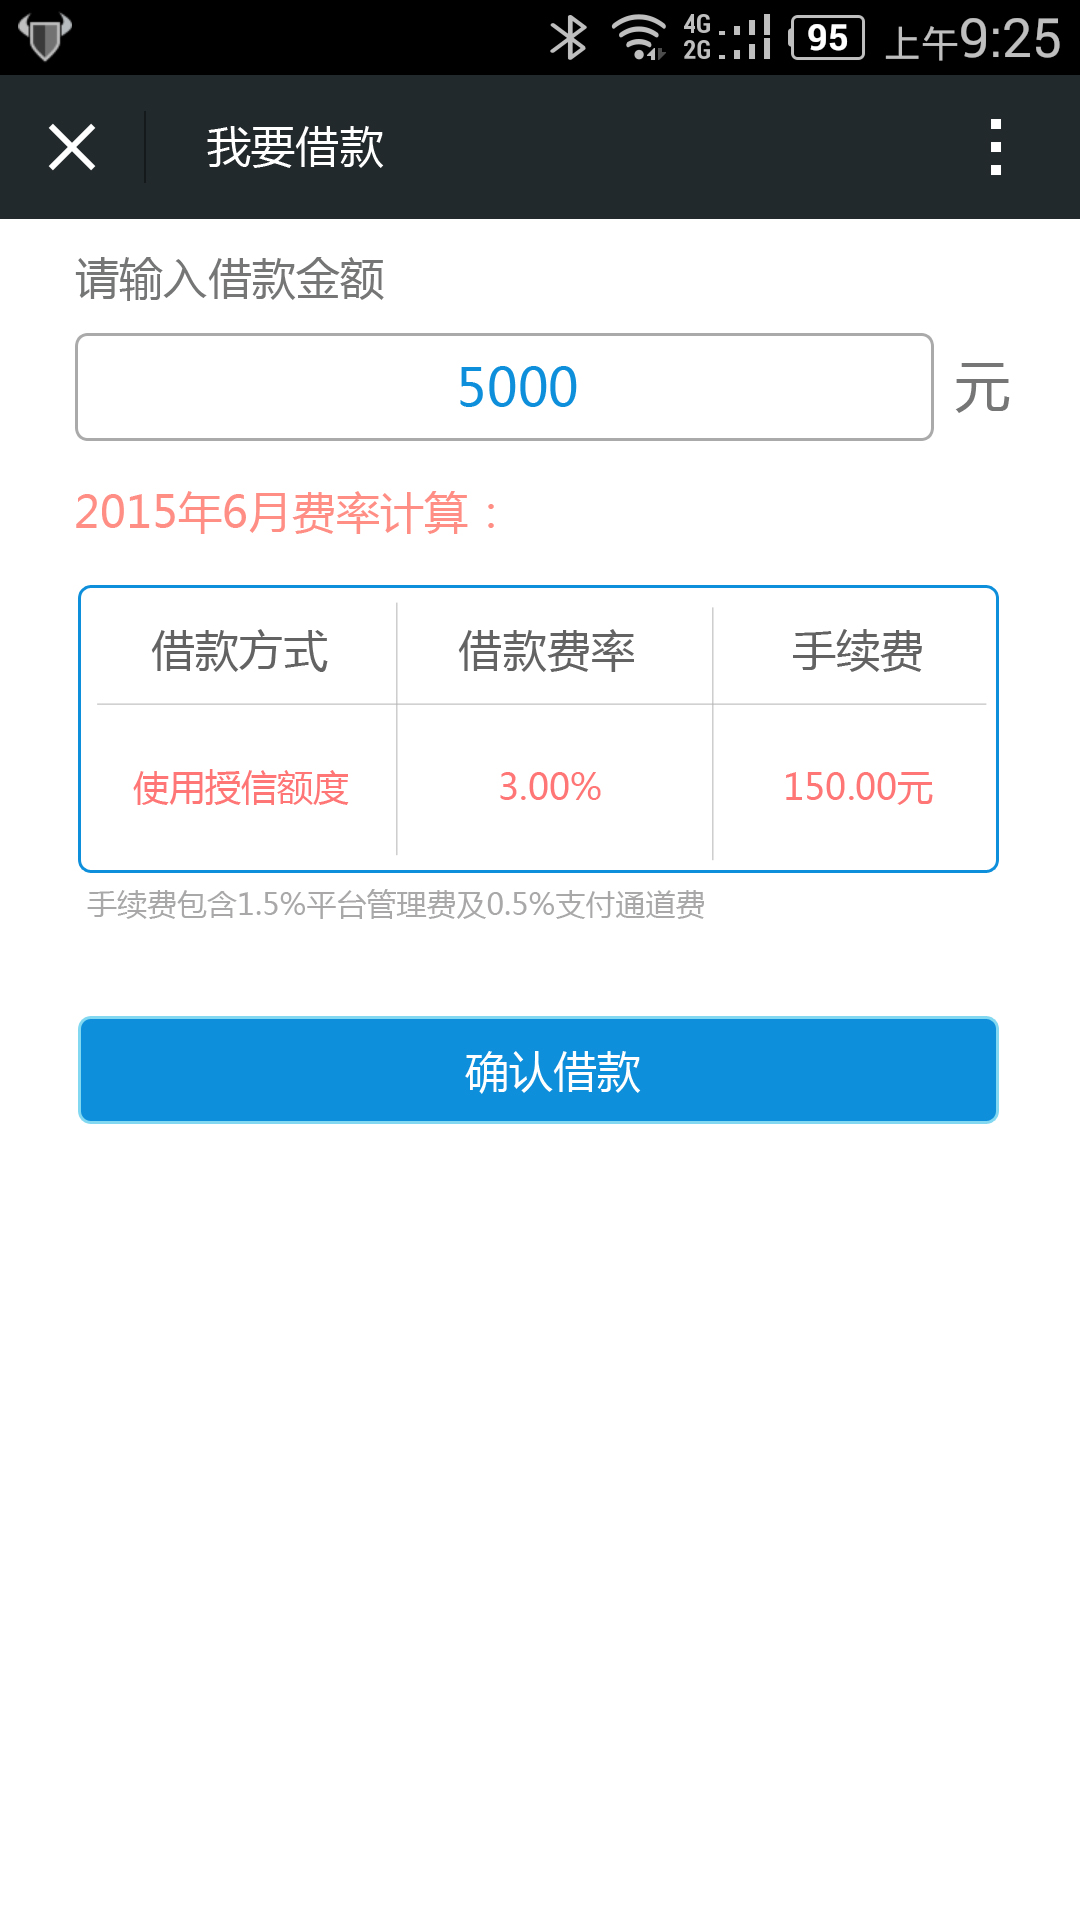 4G
2G
95
上午9:25
我要借款
请输入借款金额
5000
元
2015年6月费率计算：
借款方式 借款费率 手续费
使用授信额度 3.00% 150.00元
手续费包含1.5%平台管理费及0.5%支付通道费
确认借款